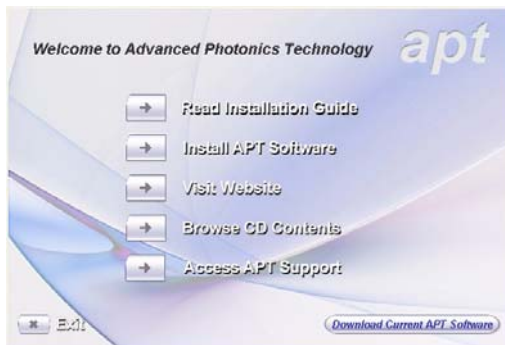 Welcome to Advanced Photonics Technology
apt
Read Installation Guide
Install APT Software
Visit Website
Browse CD Contents
Access APT Support
Exit
Download Current APT Software